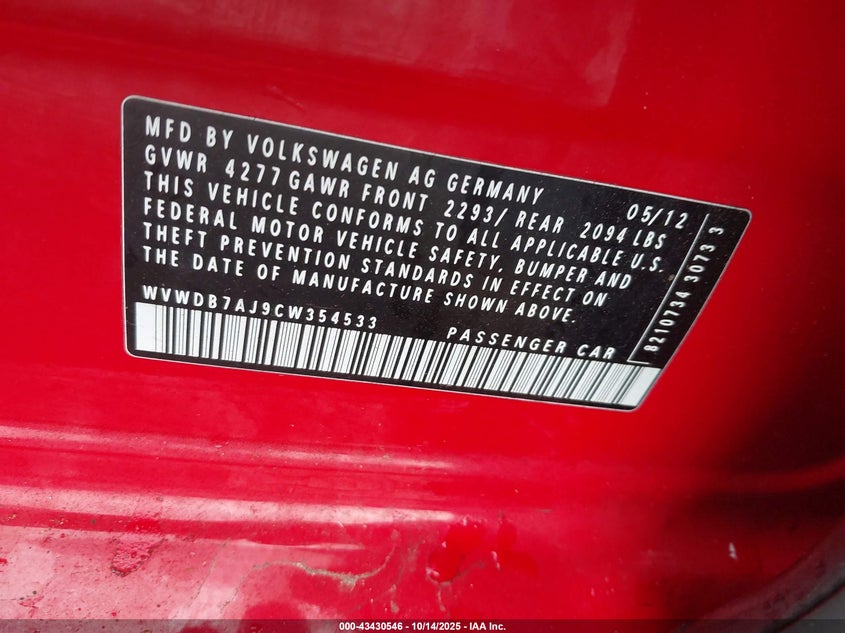 MFD BY VOLKSWAGEN AG GERMANY 05/12
GVWR 4277 GAWR FRONT 2293/ REAR 2094 LBS
THIS VEHICLE CONFORMS TO ALL APPLICABLE U.S.
FEDERAL MOTOR VEHICLE SAFETY, BUMPER AND
THEFT PREVENTION STANDARDS IN EFFECT ON
THE DATE OF MANUFACTURE SHOWN ABOVE.
WVWDB7AJ9CW354533 PASSENGER CAR
8210734 3073 3
000-43430546 - 10/14/2025 - IAA Inc.